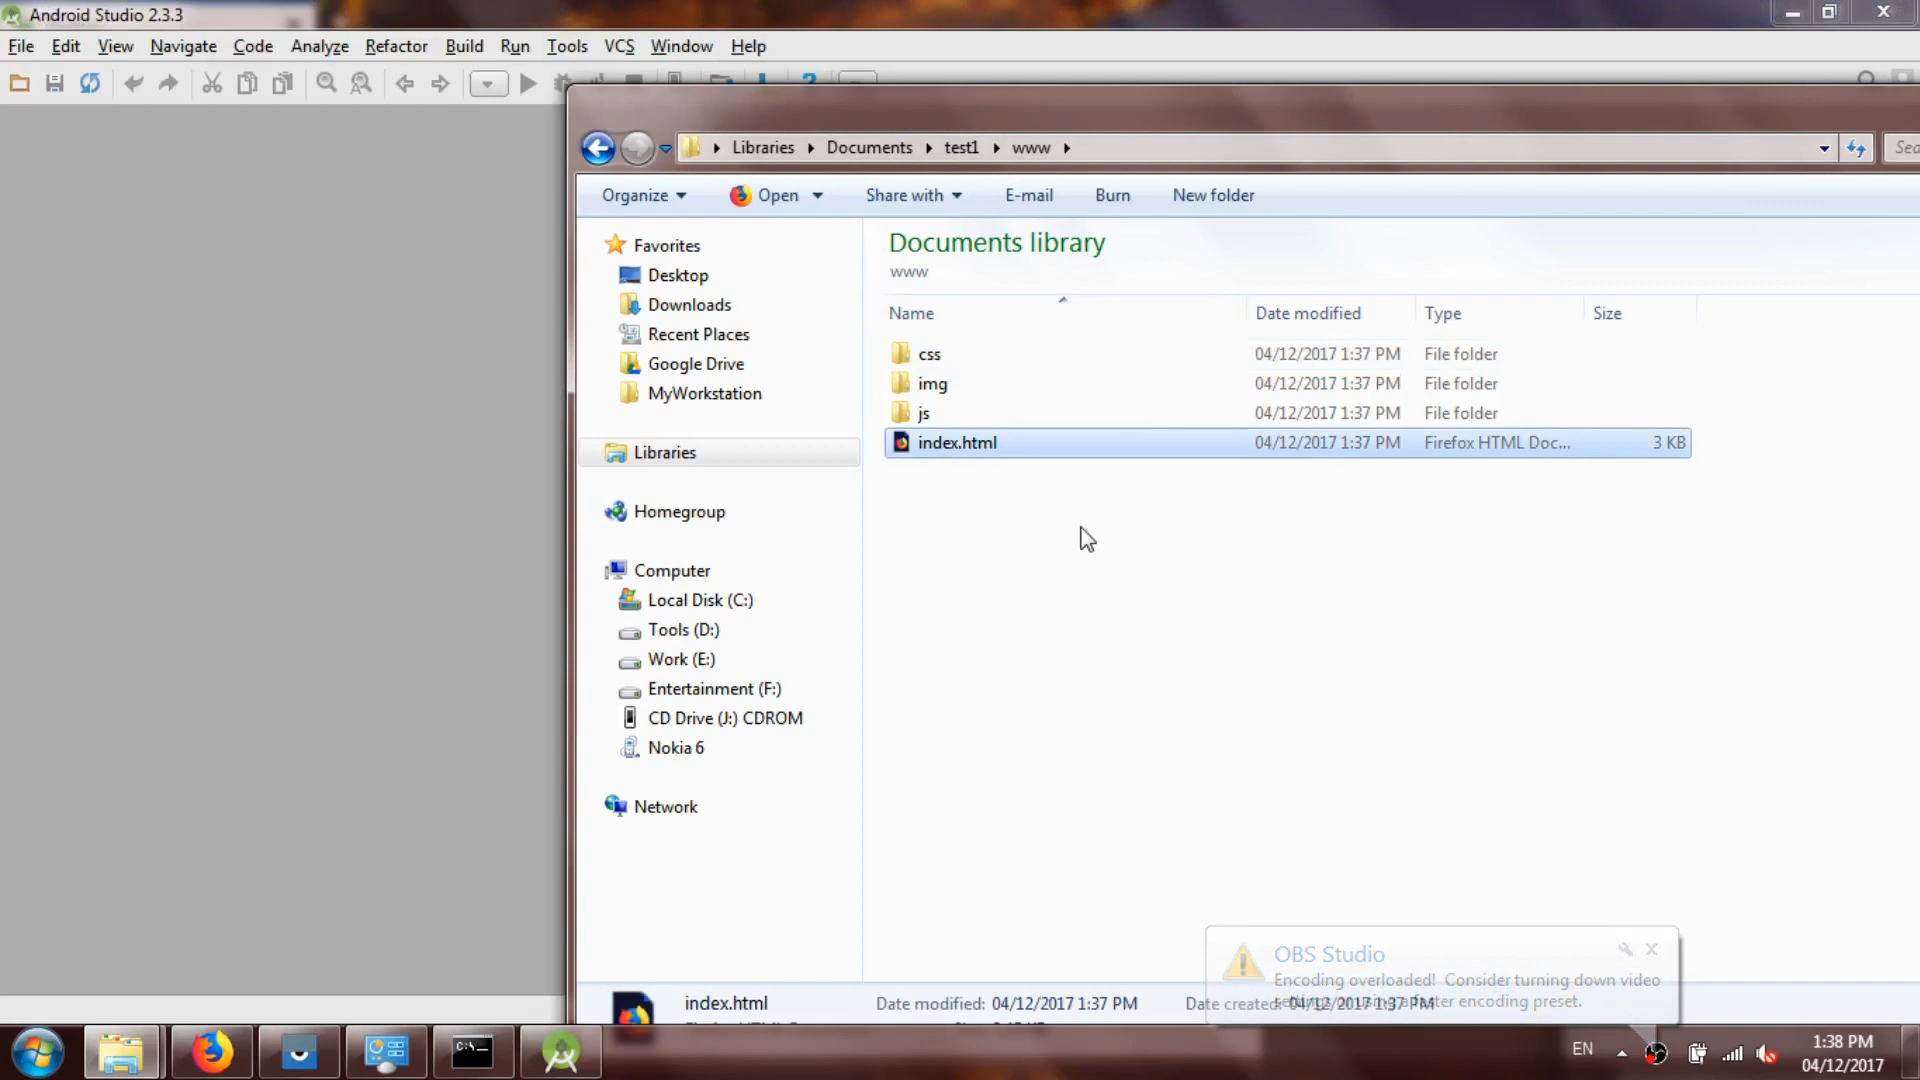 Android Studio 2.3.3
File Edit View Navigate Code Analyze Refactor Build Run Tools VCS Window Help
Libraries Documents test1 www
Organize Open Share with E-mail Burn New folder
Favorites
Desktop
Downloads
Recent Places
Google Drive
MyWorkstation
Libraries
Homegroup
Computer
Local Disk (C:)
Tools (D:)
Work (E:)
Entertainment (F:)
CD Drive (J:) CDROM
Nokia 6
Network
Documents library
www
Name Date modified Type Size
css 04/12/2017 1:37 PM File folder
img 04/12/2017 1:37 PM File folder
js 04/12/2017 1:37 PM File folder
index.html 04/12/2017 1:37 PM Firefox HTML Doc... 3 KB
OBS Studio
Encoding overloaded! Consider turning down video
encoding preset.
index.html Date modified: 04/12/2017 1:37 PM Date created: 04/12/2017 1:37 PM
C:\
EN
1:38 PM
04/12/2017